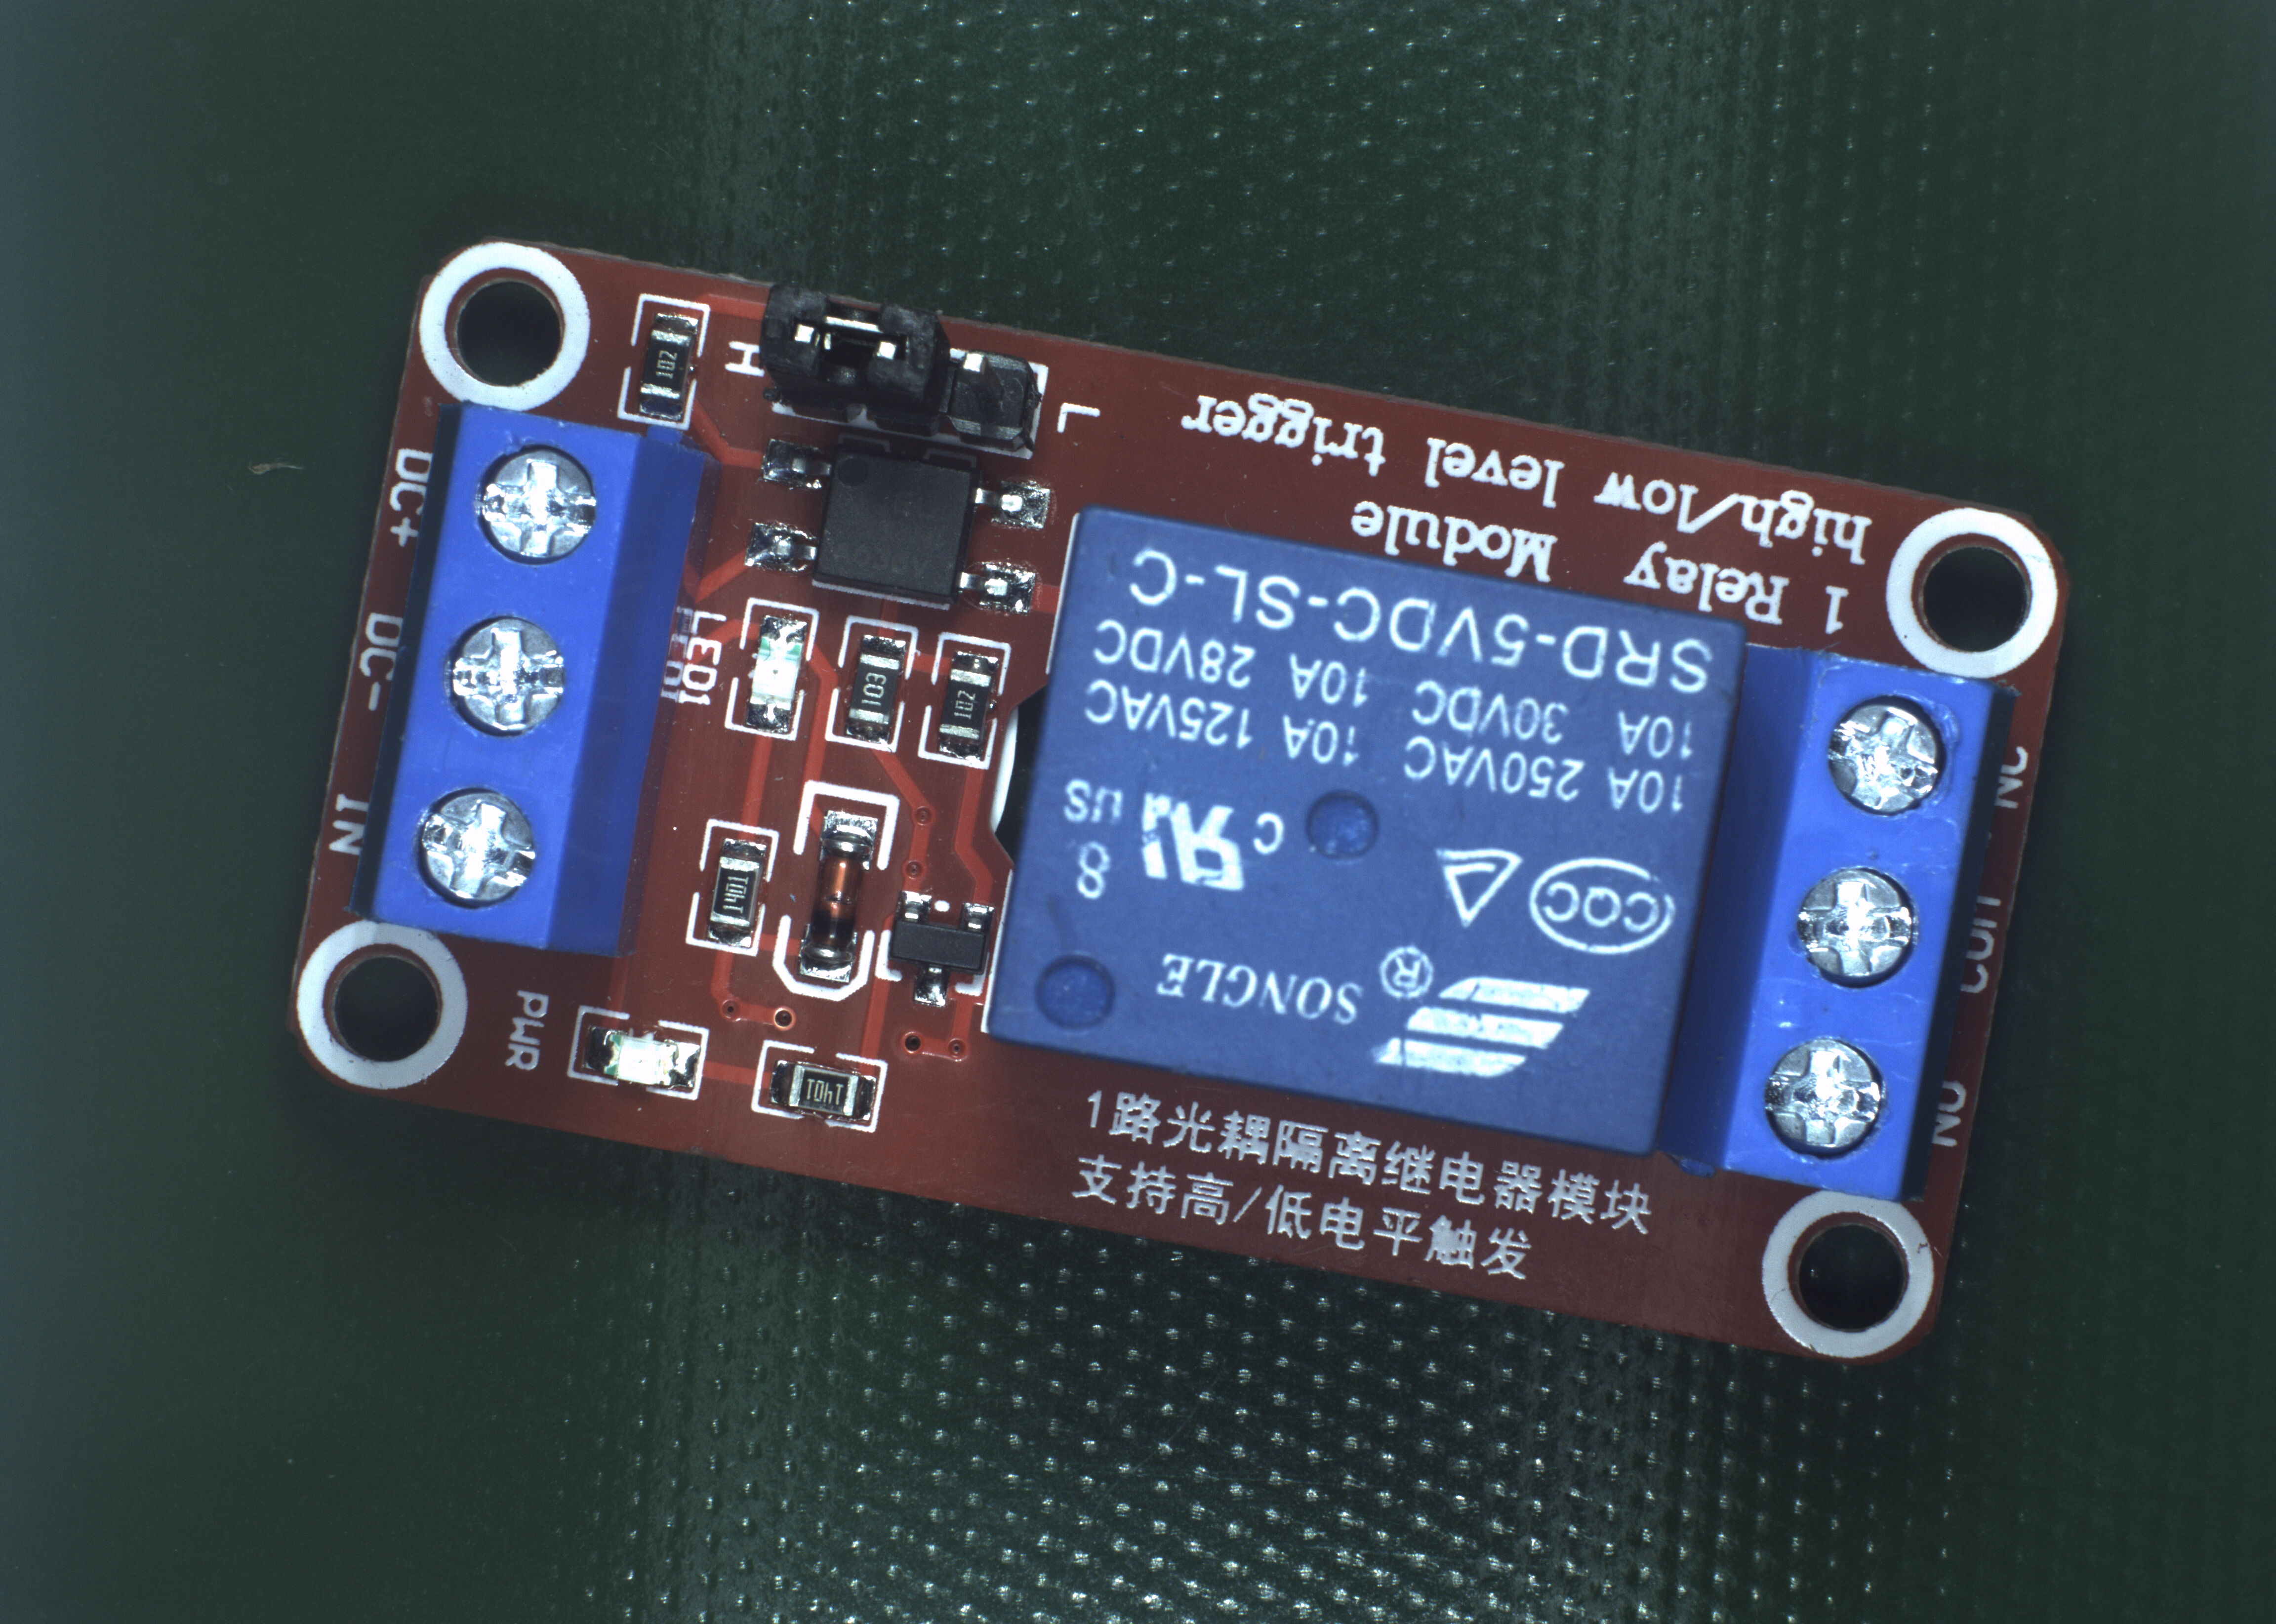 1 Relay Module
high/low level trigger
H
L
DC+
DC-
IN
LED1
PWR
102
103
102
1401
1401
SRD-5VDC-SL-C
10A 30VDC 10A 28VDC
10A 250VAC 10A 125VAC
c us
8
CQC
SONGLE
®
NC
COM
NO
1路光耦隔离继电器模块
支持高/低电平触发